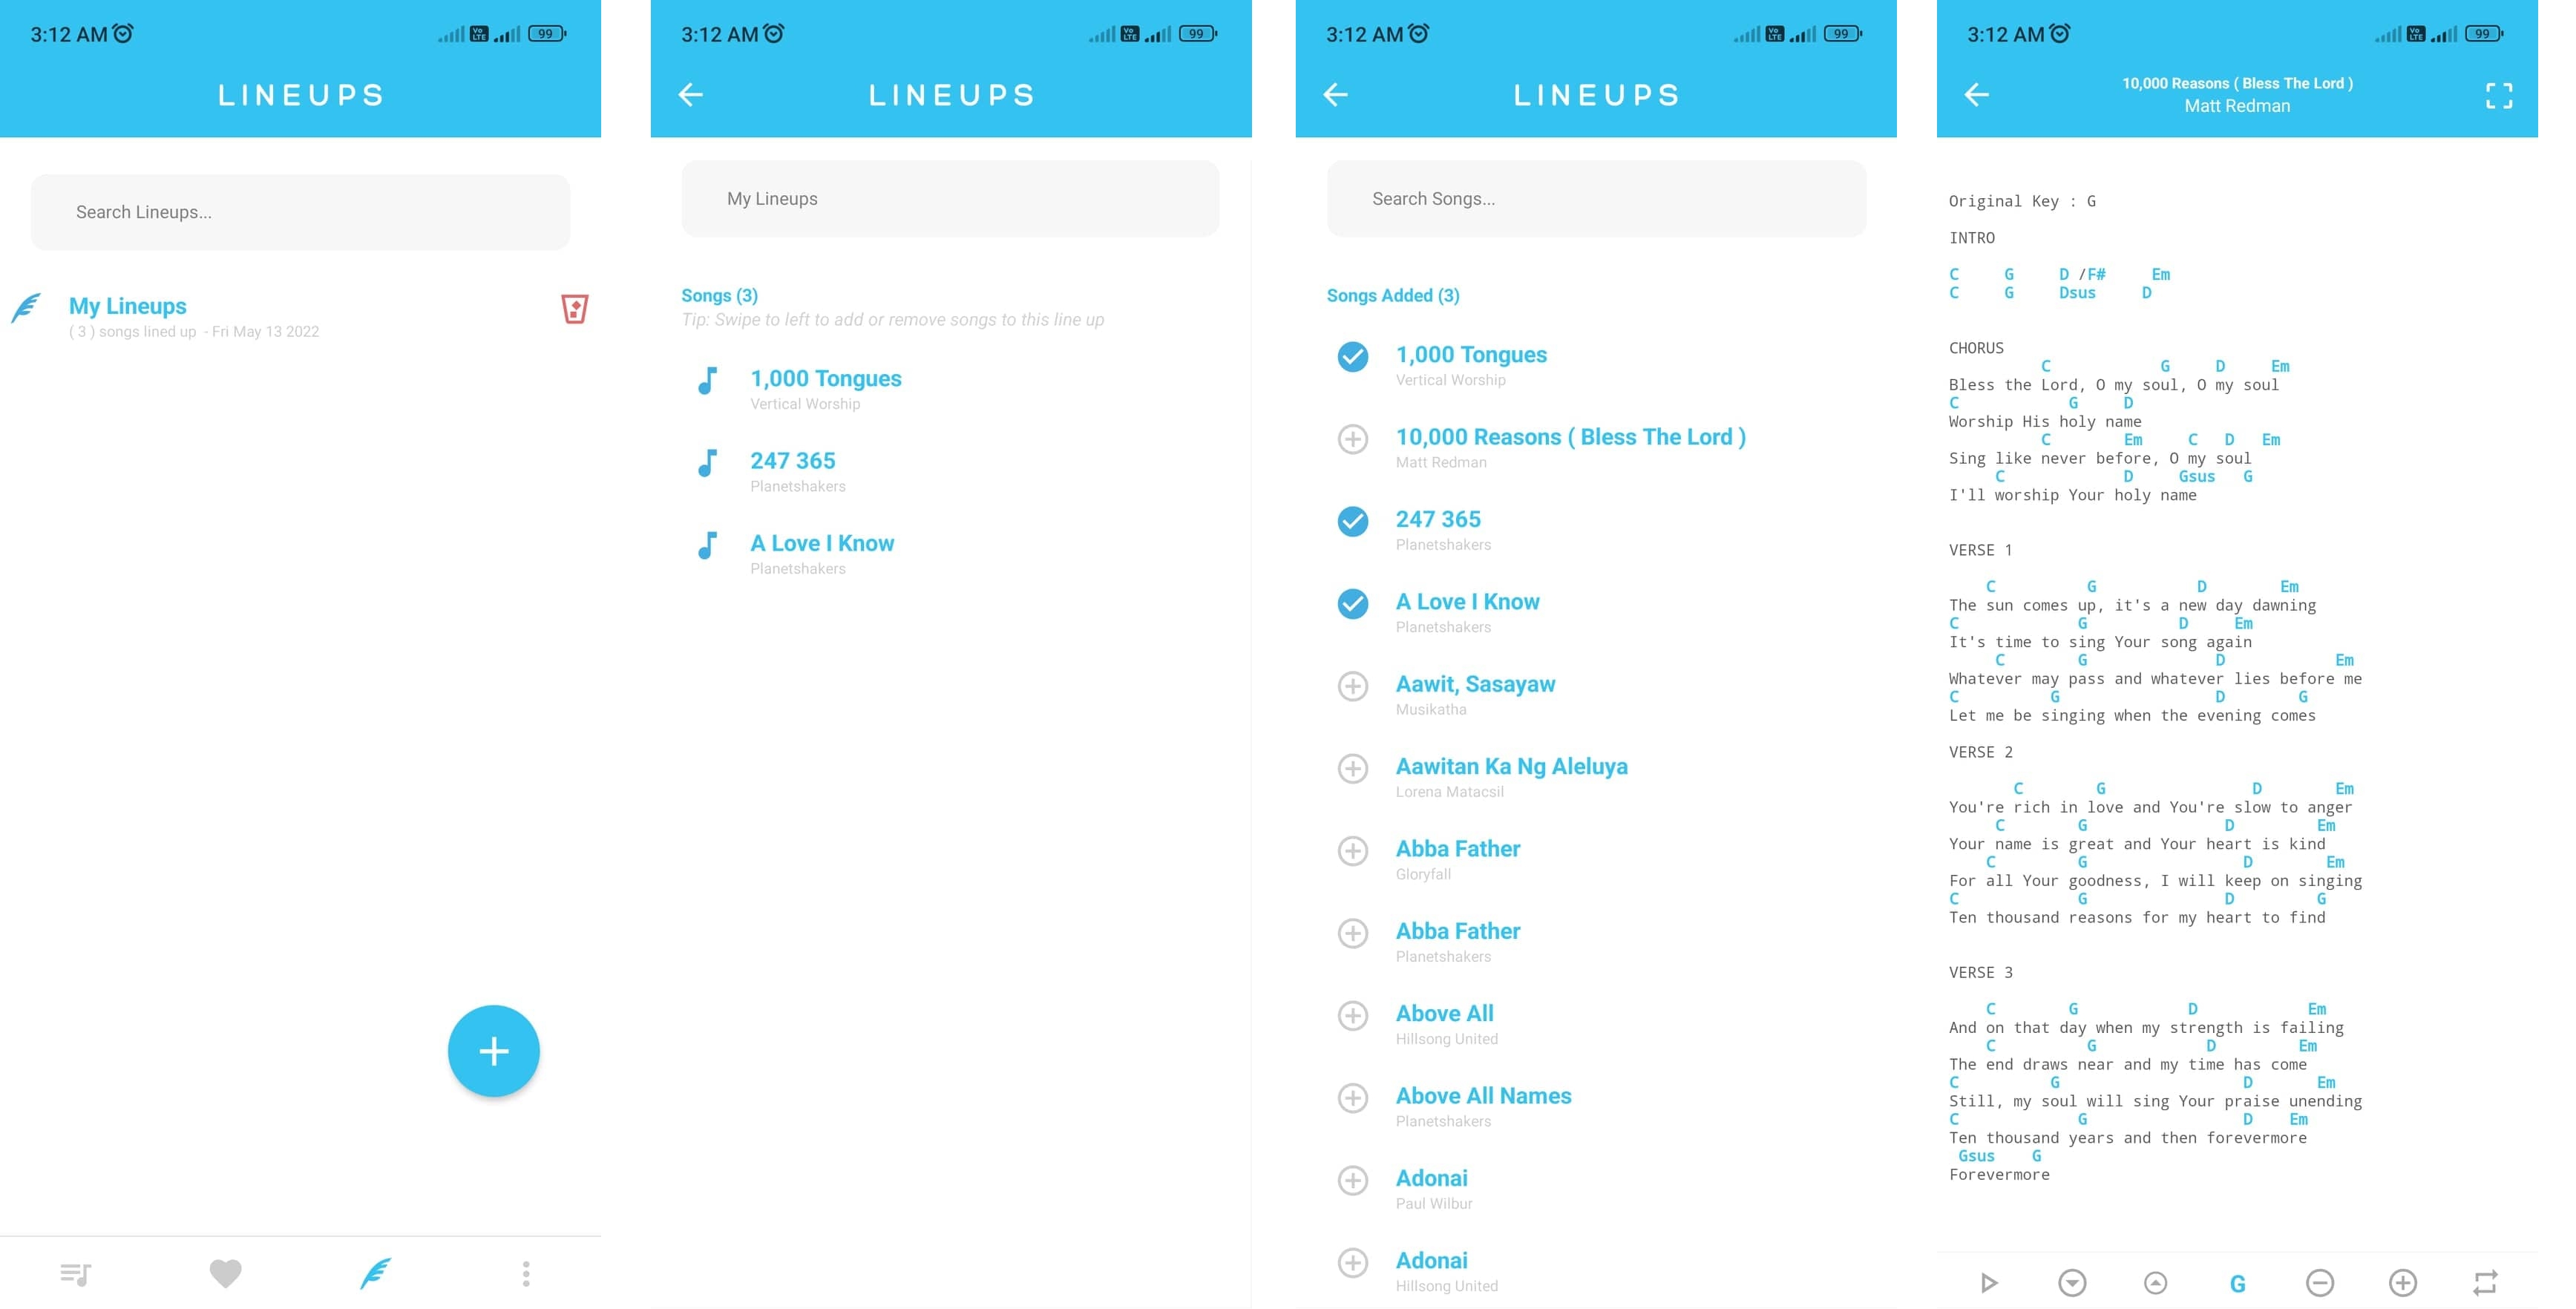 3:12 AM
Vo LTE
99
LINEUPS
Search Lineups...
My Lineups
( 3 ) songs lined up - Fri May 13 2022
3:12 AM
Vo LTE
99
LINEUPS
My Lineups
Songs (3)
Tip: Swipe to left to add or remove songs to this line up
1,000 Tongues
Vertical Worship
247 365
Planetshakers
A Love I Know
Planetshakers
3:12 AM
Vo LTE
99
LINEUPS
Search Songs...
Songs Added (3)
1,000 Tongues
Vertical Worship
10,000 Reasons ( Bless The Lord )
Matt Redman
247 365
Planetshakers
A Love I Know
Planetshakers
Aawit, Sasayaw
Musikatha
Aawitan Ka Ng Aleluya
Lorena Matacsil
Abba Father
Gloryfall
Abba Father
Planetshakers
Above All
Hillsong United
Above All Names
Planetshakers
Adonai
Paul Wilbur
Adonai
Hillsong United
3:12 AM
Vo LTE
99
10,000 Reasons ( Bless The Lord )
Matt Redman
Original Key : G
INTRO
C G D /F# Em
C G Dsus D
CHORUS
C G D Em
Bless the Lord, O my soul, O my soul
C G D
Worship His holy name
C Em C D Em
Sing like never before, O my soul
C D Gsus G
I'll worship Your holy name
VERSE 1
C G D Em
The sun comes up, it's a new day dawning
C G D Em
It's time to sing Your song again
C G D Em
Whatever may pass and whatever lies before me
C G D G
Let me be singing when the evening comes
VERSE 2
C G D Em
You're rich in love and You're slow to anger
C G D Em
Your name is great and Your heart is kind
C G D Em
For all Your goodness, I will keep on singing
C G D G
Ten thousand reasons for my heart to find
VERSE 3
C G D Em
And on that day when my strength is failing
C G D Em
The end draws near and my time has come
C G D Em
Still, my soul will sing Your praise unending
C G D Em
Ten thousand years and then forevermore
Gsus G
Forevermore
G